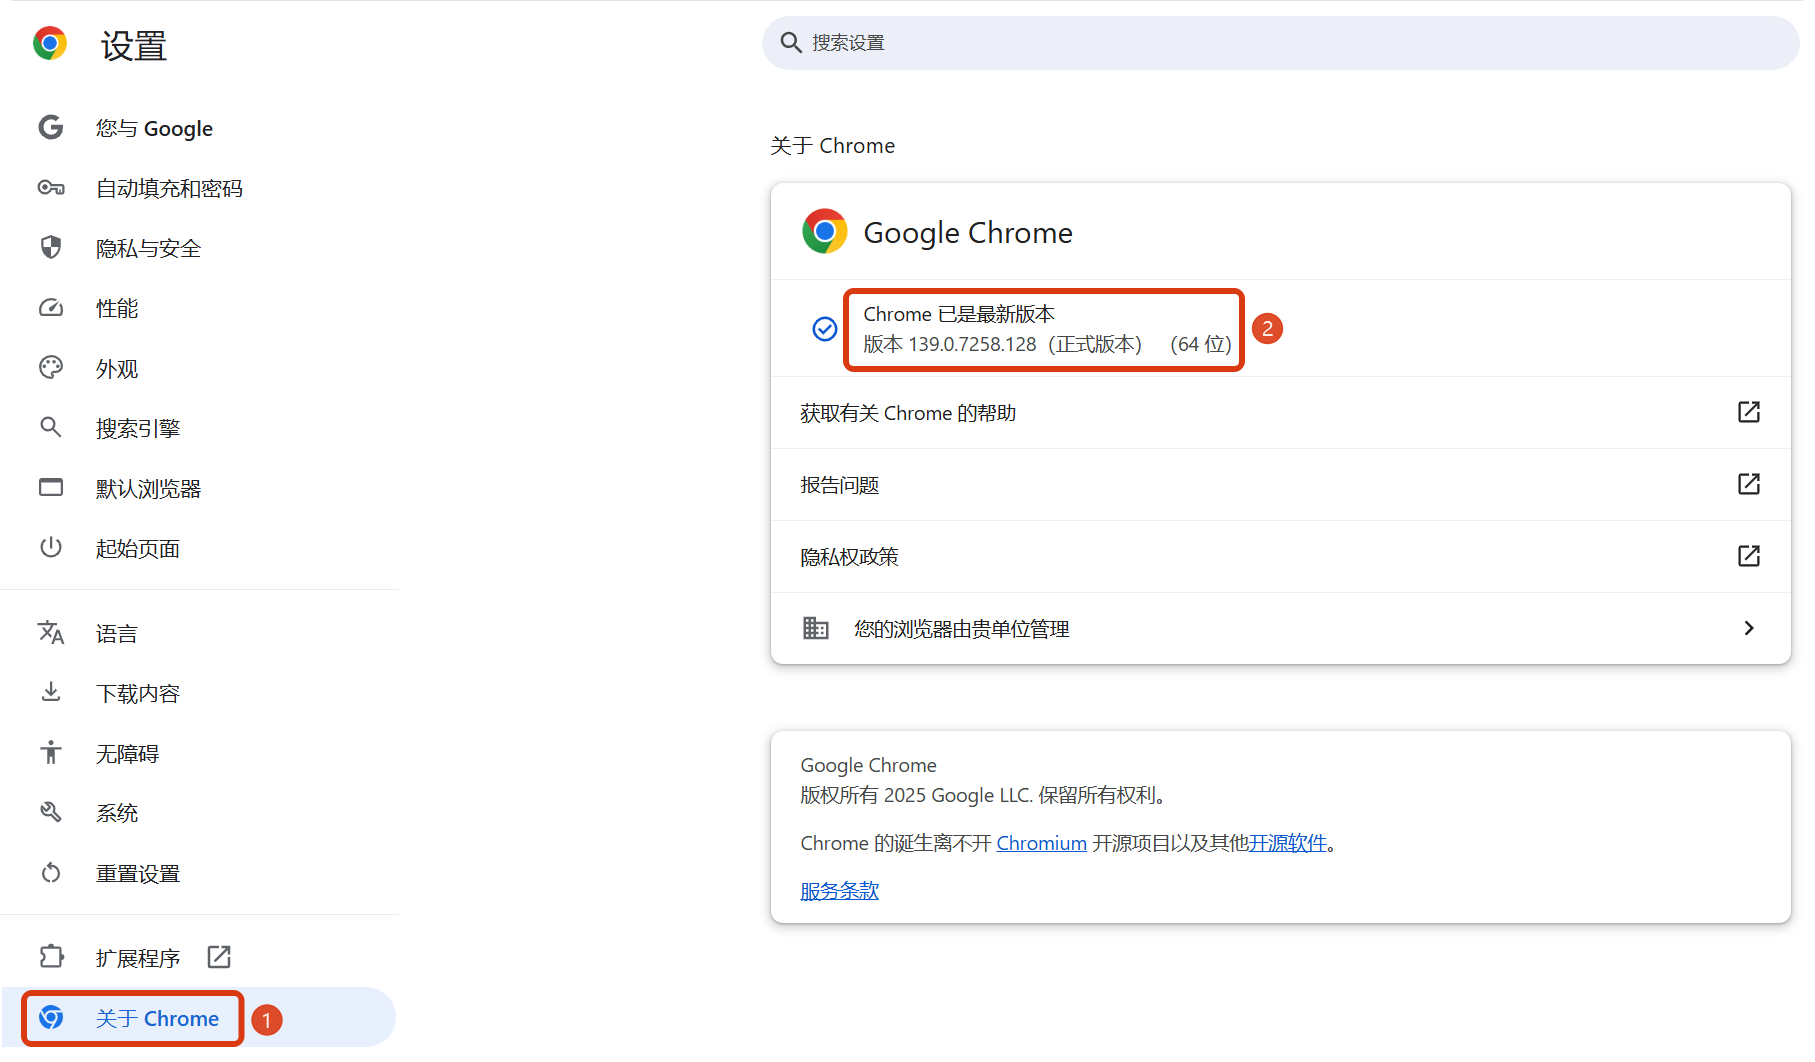 设置
搜索设置
您与 Google
自动填充和密码
隐私与安全
性能
外观
搜索引擎
默认浏览器
起始页面
语言
下载内容
无障碍
系统
重置设置
扩展程序
关于 Chrome
1
关于 Chrome
Google Chrome
Chrome 已是最新版本
版本 139.0.7258.128（正式版本） （64 位）
2
获取有关 Chrome 的帮助
报告问题
隐私权政策
您的浏览器由贵单位管理
Google Chrome
版权所有 2025 Google LLC. 保留所有权利。
Chrome 的诞生离不开 Chromium 开源项目以及其他开源软件。
服务条款